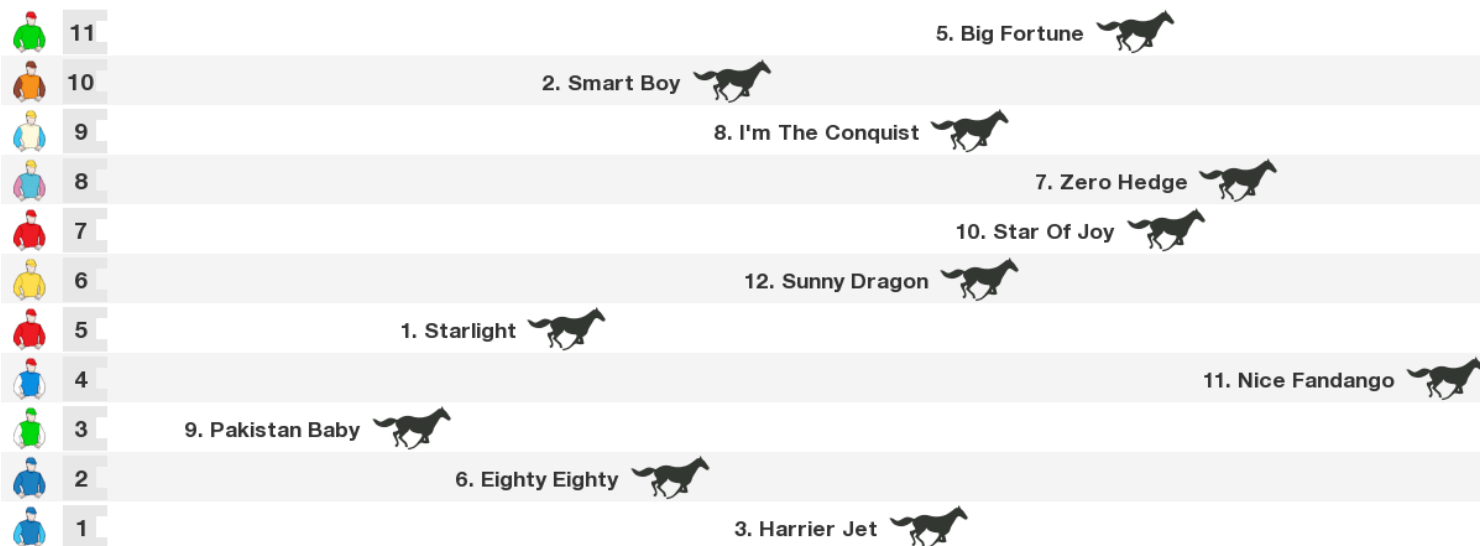 11 5. Big Fortune
10 2. Smart Boy
9 8. I'm The Conquist
8 7. Zero Hedge
7 10. Star Of Joy
6 12. Sunny Dragon
5 1. Starlight
4 11. Nice Fandango
3 9. Pakistan Baby
2 6. Eighty Eighty
1 3. Harrier Jet